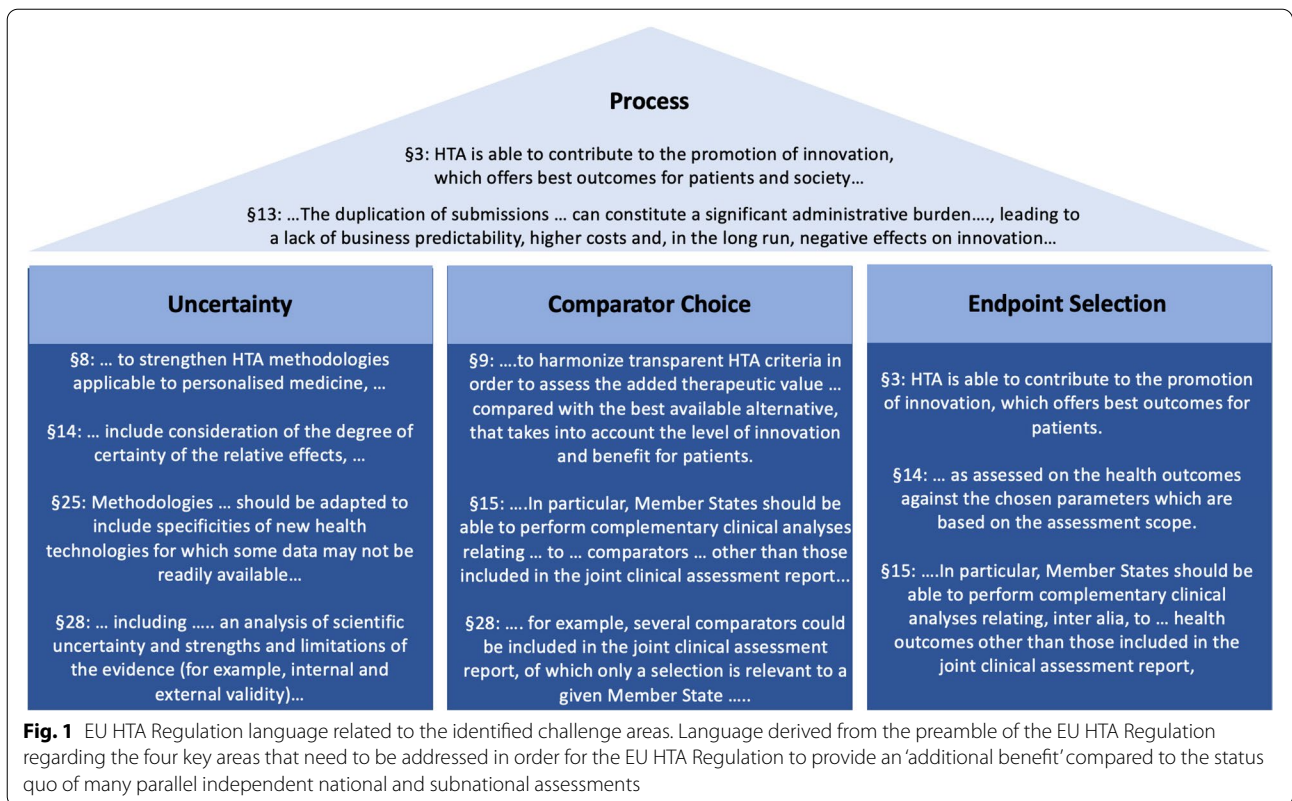 Process
§3: HTA is able to contribute to the promotion of innovation,
which offers best outcomes for patients and society…
§13: …The duplication of submissions … can constitute a significant administrative burden…., leading to
a lack of business predictability, higher costs and, in the long run, negative effects on innovation…
Uncertainty
§8: … to strengthen HTA methodologies
applicable to personalised medicine, …
§14: … include consideration of the degree of
certainty of the relative effects, …
§25: Methodologies … should be adapted to
include specificities of new health
technologies for which some data may not be
readily available…
§28: … including ….. an analysis of scientific
uncertainty and strengths and limitations of
the evidence (for example, internal and
external validity)…
Comparator Choice
§9: ….to harmonize transparent HTA criteria in
order to assess the added therapeutic value …
compared with the best available alternative,
that takes into account the level of innovation
and benefit for patients.
§15: ….In particular, Member States should be
able to perform complementary clinical analyses
relating … to … comparators … other than those
included in the joint clinical assessment report…
§28: …. for example, several comparators could
be included in the joint clinical assessment
report, of which only a selection is relevant to a
given Member State …..
Endpoint Selection
§3: HTA is able to contribute to the promotion
of innovation, which offers best outcomes for
patients.
§14: … as assessed on the health outcomes
against the chosen parameters which are
based on the assessment scope.
§15: ….In particular, Member States should be
able to perform complementary clinical
analyses relating, inter alia, to … health
outcomes other than those included in the
joint clinical assessment report,
Fig. 1 EU HTA Regulation language related to the identified challenge areas. Language derived from the preamble of the EU HTA Regulation
regarding the four key areas that need to be addressed in order for the EU HTA Regulation to provide an ‘additional benefit’ compared to the status
quo of many parallel independent national and subnational assessments